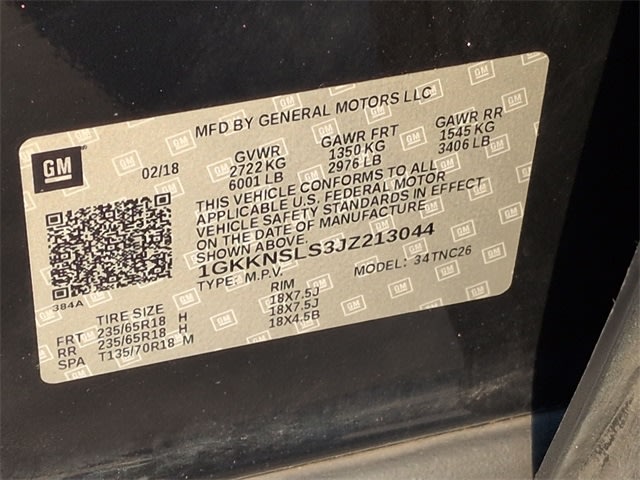 MFD BY GENERAL MOTORS LLC
GM
02/18
GVWR GAWR FRT GAWR RR
2722 KG 1350 KG 1545 KG
6001 LB 2976 LB 3406 LB
THIS VEHICLE CONFORMS TO ALL
APPLICABLE U.S. FEDERAL MOTOR
VEHICLE SAFETY STANDARDS IN EFFECT
ON THE DATE OF MANUFACTURE
SHOWN ABOVE.
1GKKNSLS3JZ213044
TYPE: M.P.V. MODEL: 34TNC26
384A
TIRE SIZE RIM
FRT 235/65R18 H 18X7.5J
RR 235/65R18 H 18X7.5J
SPA T135/70R18 M 18X4.5B